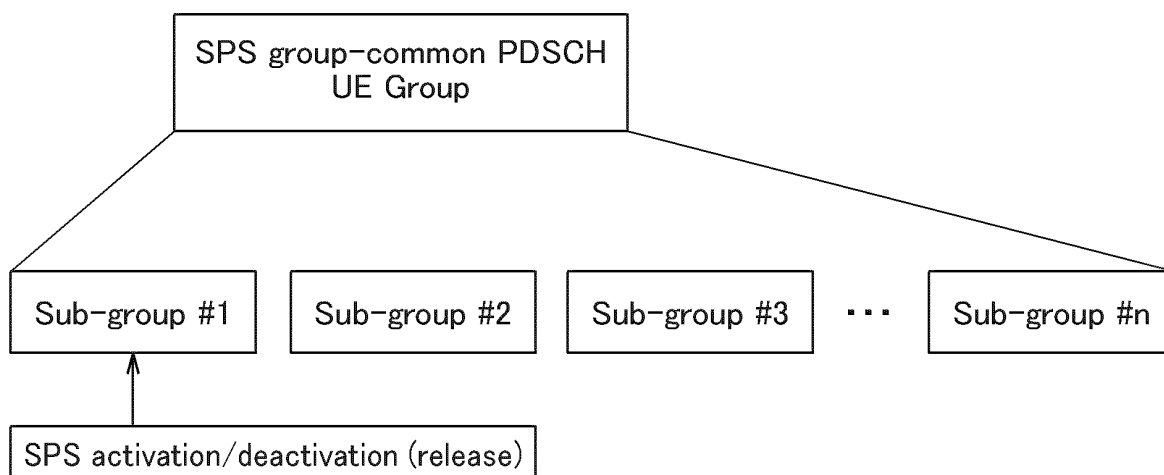 SPS group-common PDSCH
UE Group
Sub-group #1
Sub-group #2
Sub-group #3
...
Sub-group #n
SPS activation/deactivation (release)